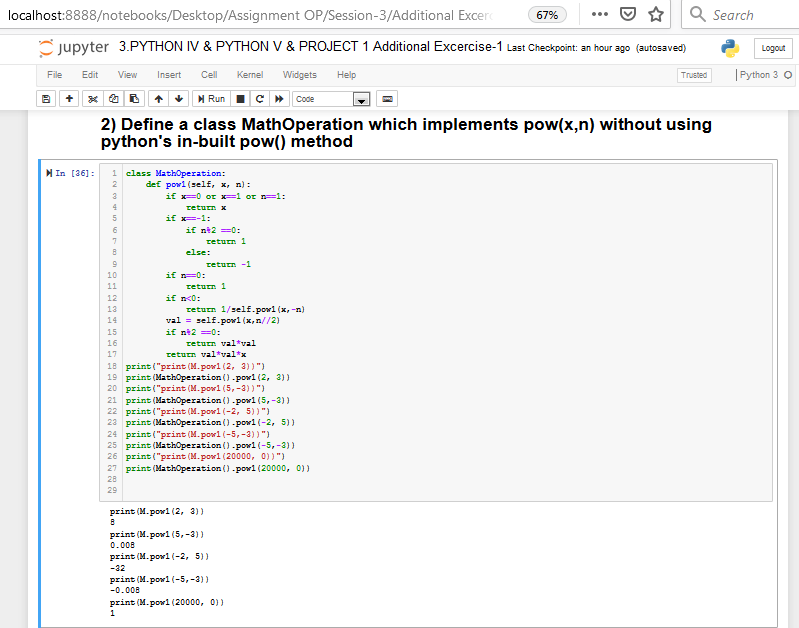 localhost:8888/notebooks/Desktop/Assignment OP/Session-3/Additional Excerc 67% Search
jupyter 3.PYTHON IV & PYTHON V & PROJECT 1 Additional Excercise-1 Last Checkpoint: an hour ago (autosaved) Logout
File Edit View Insert Cell Kernel Widgets Help Trusted Python 3
Run Code
2) Define a class MathOperation which implements pow(x,n) without using
python's in-built pow() method
In [36]:
1 class MathOperation:
2 def pow1(self, x, n):
3 if x==0 or x==1 or n==1:
4 return x
5 if x==-1:
6 if n%2 ==0:
7 return 1
8 else:
9 return -1
10 if n==0:
11 return 1
12 if n<0:
13 return 1/self.pow1(x,-n)
14 val = self.pow1(x,n//2)
15 if n%2 ==0:
16 return val*val
17 return val*val*x
18 print("print(M.pow1(2, 3))")
19 print(MathOperation().pow1(2, 3))
20 print("print(M.pow1(5,-3))")
21 print(MathOperation().pow1(5,-3))
22 print("print(M.pow1(-2, 5))")
23 print(MathOperation().pow1(-2, 5))
24 print("print(M.pow1(-5,-3))")
25 print(MathOperation().pow1(-5,-3))
26 print("print(M.pow1(20000, 0))")
27 print(MathOperation().pow1(20000, 0))
28
29
print(M.pow1(2, 3))
8
print(M.pow1(5,-3))
0.008
print(M.pow1(-2, 5))
-32
print(M.pow1(-5,-3))
-0.008
print(M.pow1(20000, 0))
1